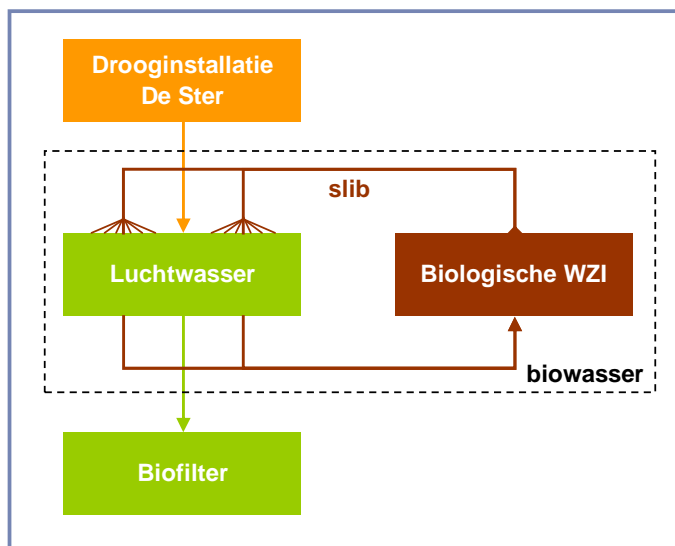 Drooginstallatie
De Ster
slib
Luchtwasser
Biologische WZI
biowasser
Biofilter